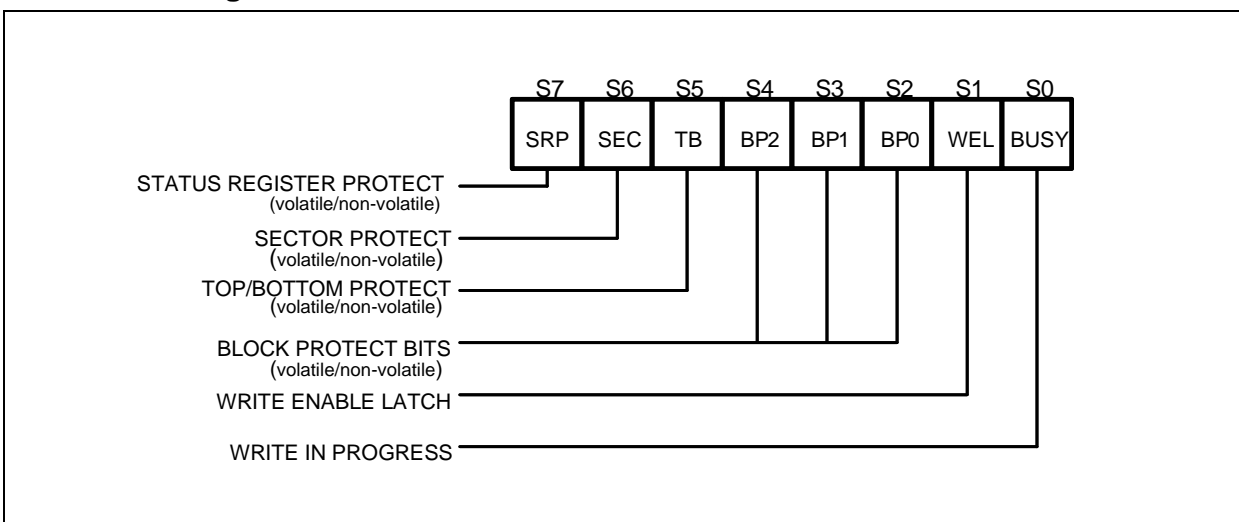 S7 S6 S5 S4 S3 S2 S1 S0
SRP SEC TB BP2 BP1 BP0 WEL BUSY
STATUS REGISTER PROTECT
(volatile/non-volatile)
SECTOR PROTECT
(volatile/non-volatile)
TOP/BOTTOM PROTECT
(volatile/non-volatile)
BLOCK PROTECT BITS
(volatile/non-volatile)
WRITE ENABLE LATCH
WRITE IN PROGRESS